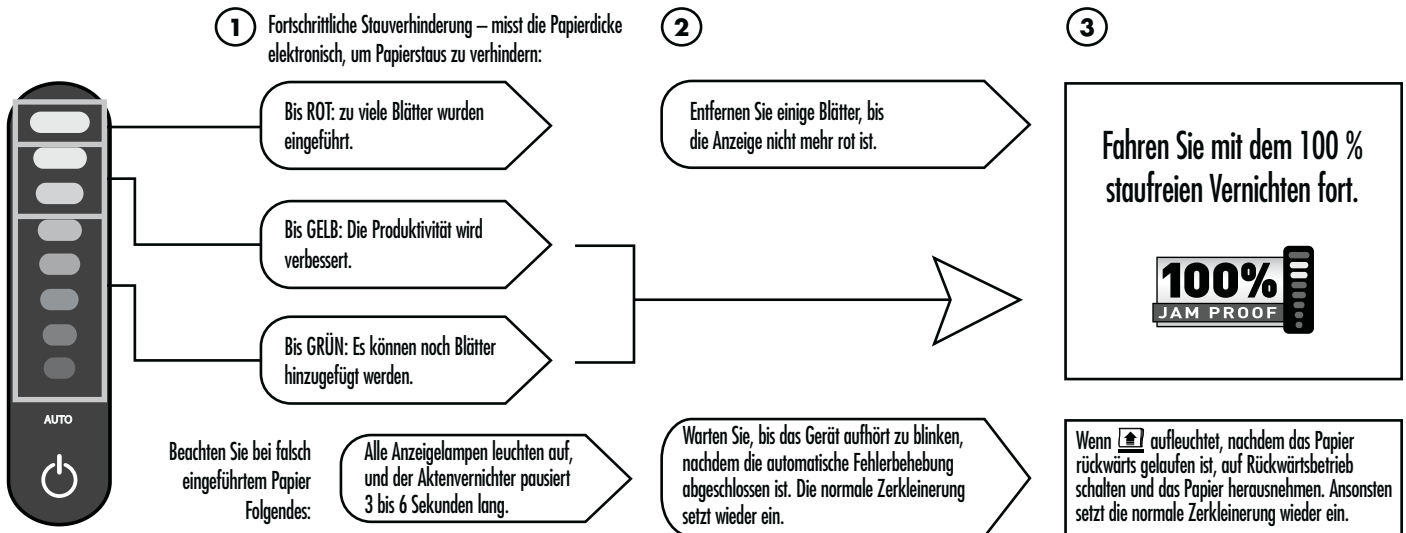 1
Fortschrittliche Stauverhinderung – misst die Papierdicke
elektronisch, um Papierstaus zu verhindern:
2
3
Bis ROT: zu viele Blätter wurden
eingeführt.
Entfernen Sie einige Blätter, bis
die Anzeige nicht mehr rot ist.
Fahren Sie mit dem 100 %
staufreien Vernichten fort.
Bis GELB: Die Produktivität wird
verbessert.
100%
JAM PROOF
Bis GRÜN: Es können noch Blätter
hinzugefügt werden.
AUTO
Beachten Sie bei falsch
eingeführtem Papier
Folgendes:
Alle Anzeigelampen leuchten auf,
und der Aktenvernichter pausiert
3 bis 6 Sekunden lang.
Warten Sie, bis das Gerät aufhört zu blinken,
nachdem die automatische Fehlerbehebung
abgeschlossen ist. Die normale Zerkleinerung
setzt wieder ein.
Wenn aufleuchtet, nachdem das Papier
rückwärts gelaufen ist, auf Rückwärtsbetrieb
schalten und das Papier herausnehmen. Ansonsten
setzt die normale Zerkleinerung wieder ein.